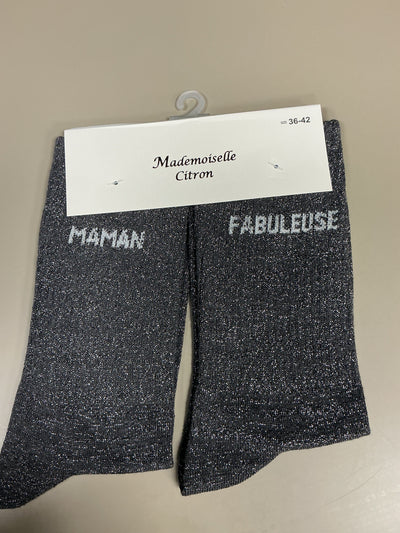 = 36-42
Mademoiselle
Citron
MAMAN
FABULEUSE